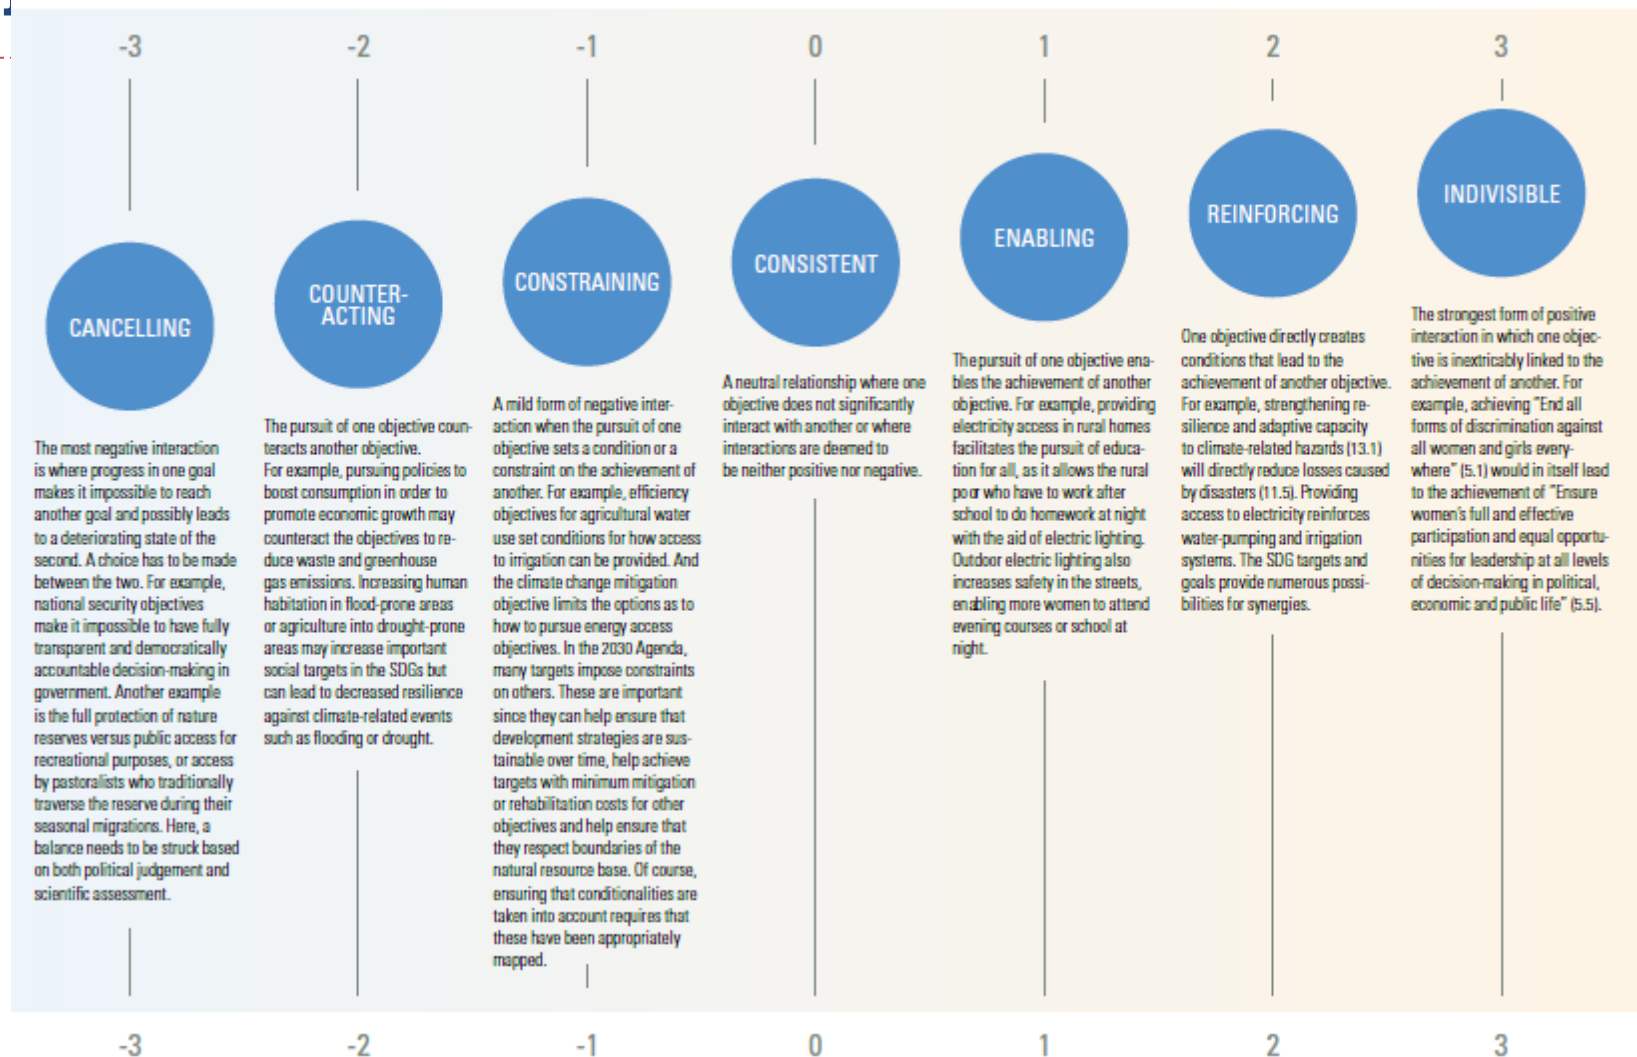 -3
-2
-1
0
1
2
3
CANCELLING
COUNTER-
ACTING
CONSTRAINING
CONSISTENT
ENABLING
REINFORCING
INDIVISIBLE
The most negative interaction
is where progress in one goal
makes it impossible to reach
another goal and possibly leads
to a deteriorating state of the
second. A choice has to be made
between the two. For example,
national security objectives
make it impossible to have fully
transparent and democratically
accountable decision-making in
government. Another example
is the full protection of nature
reserves versus public access for
recreational purposes, or access
by pastoralists who traditionally
traverse the reserve during their
seasonal migrations. Here, a
balance needs to be struck based
on both political judgement and
scientific assessment.
The pursuit of one objective coun-
teracts another objective.
For example, pursuing policies to
boost consumption in order to
promote economic growth may
counteract the objectives to re-
duce waste and greenhouse
gas emissions. Increasing human
habitation in flood-prone areas
or agriculture into drought-prone
areas may increase important
social targets in the SDGs but
can lead to decreased resilience
against climate-related events
such as flooding or drought.
A mild form of negative inter-
action when the pursuit of one
objective sets a condition or a
constraint on the achievement of
another. For example, efficiency
objectives for agricultural water
use set conditions for how access
to irrigation can be provided. And
the climate change mitigation
objective limits the options as to
how to pursue energy access
objectives. In the 2030 Agenda,
many targets impose constraints
on others. These are important
since they can help ensure that
development strategies are sus-
tainable over time, help achieve
targets with minimum mitigation
or rehabilitation costs for other
objectives and help ensure that
they respect boundaries of the
natural resource base. Of course,
ensuring that conditionalities are
taken into account requires that
these have been appropriately
mapped.
A neutral relationship where one
objective does not significantly
interact with another or where
interactions are deemed to
be neither positive nor negative.
The pursuit of one objective ena-
bles the achievement of another
objective. For example, providing
electricity access in rural homes
facilitates the pursuit of educa-
tion for all, as it allows the rural
poor who have to work after
school to do homework at night
with the aid of electric lighting.
Outdoor electric lighting also
increases safety in the streets,
enabling more women to attend
evening courses or school at
night.
One objective directly creates
conditions that lead to the
achievement of another objective.
For example, strengthening re-
silience and adaptive capacity
to climate-related hazards (13.1)
will directly reduce losses caused
by disasters (11.5). Providing
access to electricity reinforces
water-pumping and irrigation
systems. The SDG targets and
goals provide numerous possi-
bilities for synergies.
The strongest form of positive
interaction in which one objec-
tive is inextricably linked to the
achievement of another. For
example, achieving "End all
forms of discrimination against
all women and girls every-
where" (5.1) would in itself lead
to the achievement of "Ensure
women's full and effective
participation and equal opportu-
nities for leadership at all levels
of decision-making in political,
economic and public life" (5.5).
-3
-2
-1
0
1
2
3